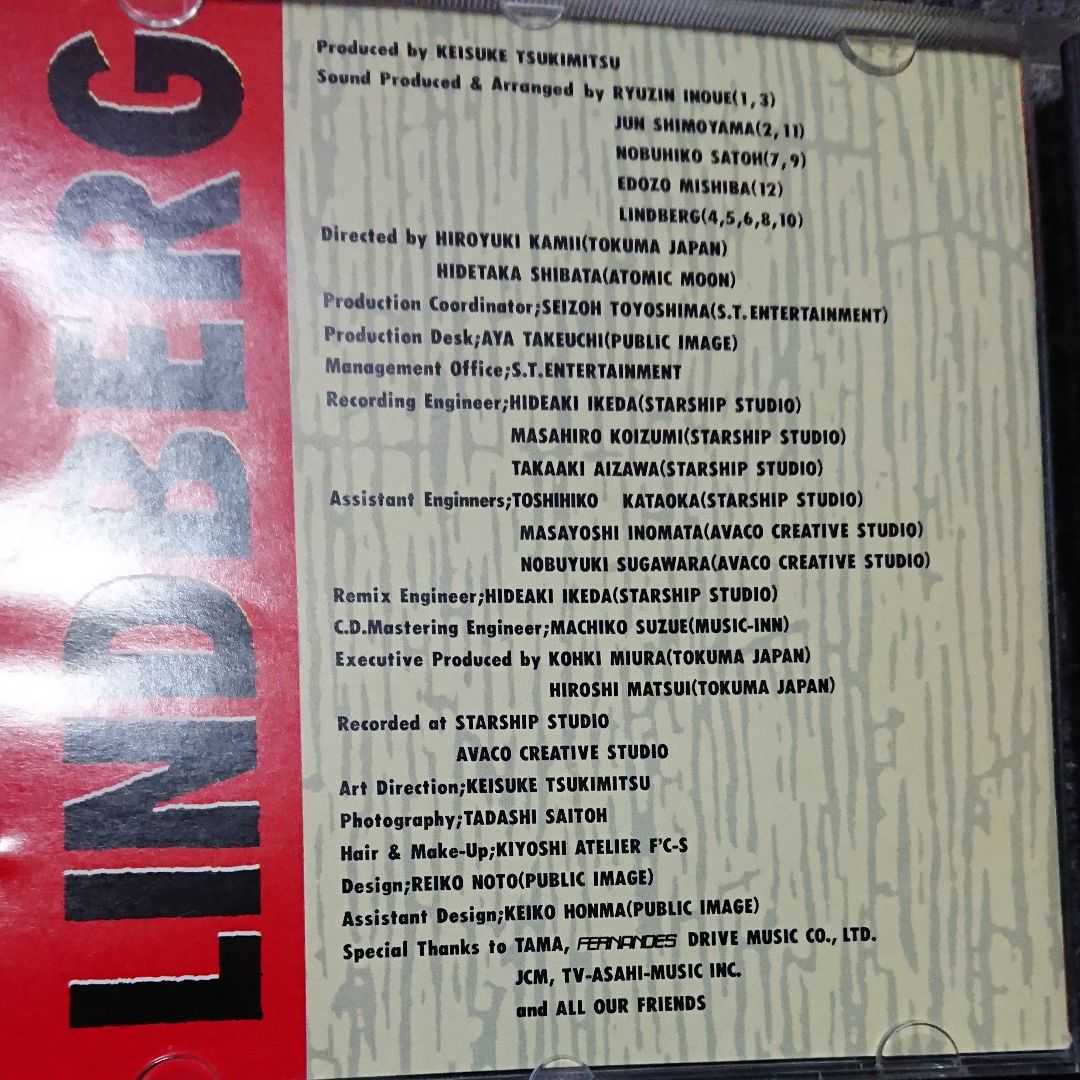 LINDBERG
Produced by KEISUKE TSUKIMITSU
Sound Produced & Arranged by RYUZIN INOUE(1,3)
JUN SHIMOYAMA(2,11)
NOBUHIKO SATOH(7,9)
EDOZO MISHIBA(12)
LINDBERG(4,5,6,8,10)
Directed by HIROYUKI KAMII(TOKUMA JAPAN)
HIDETAKA SHIBATA(ATOMIC MOON)
Production Coordinator;SEIZOH TOYOSHIMA(S.T.ENTERTAINMENT)
Production Desk;AYA TAKEUCHI(PUBLIC IMAGE)
Management Office;S.T.ENTERTAINMENT
Recording Engineer;HIDEAKI IKEDA(STARSHIP STUDIO)
MASAHIRO KOIZUMI(STARSHIP STUDIO)
TAKAAKI AIZAWA(STARSHIP STUDIO)
Assistant Enginners;TOSHIHIKO KATAOKA(STARSHIP STUDIO)
MASAYOSHI INOMATA(AVACO CREATIVE STUDIO)
NOBUYUKI SUGAWARA(AVACO CREATIVE STUDIO)
Remix Engineer;HIDEAKI IKEDA(STARSHIP STUDIO)
C.D.Mastering Engineer;MACHIKO SUZUE(MUSIC-INN)
Executive Produced by KOHKI MIURA(TOKUMA JAPAN)
HIROSHI MATSUI(TOKUMA JAPAN)
Recorded at STARSHIP STUDIO
AVACO CREATIVE STUDIO
Art Direction;KEISUKE TSUKIMITSU
Photography;TADASHI SAITOH
Hair & Make-Up;KIYOSHI ATELIER F'C-S
Design;REIKO NOTO(PUBLIC IMAGE)
Assistant Design;KEIKO HONMA(PUBLIC IMAGE)
Special Thanks to TAMA, FERNANDES DRIVE MUSIC CO., LTD.
JCM, TV-ASAHI-MUSIC INC.
and ALL OUR FRIENDS